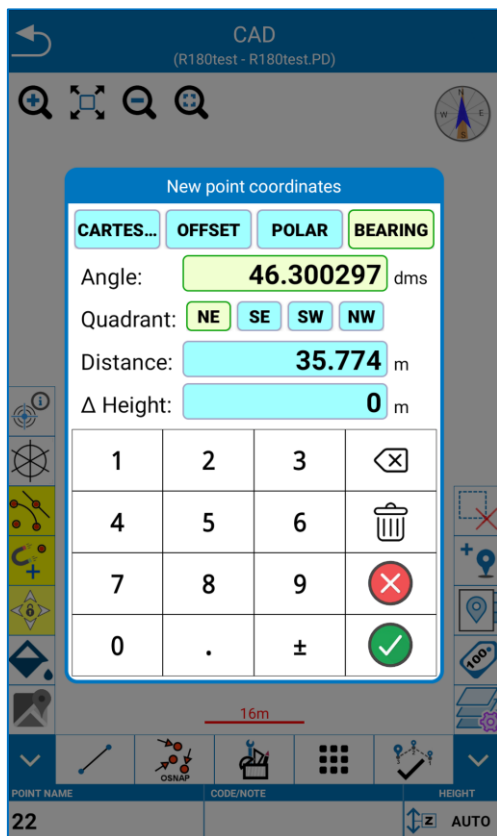 CAD
(R180test - R180test.PD)
N
W E
S
New point coordinates
CARTES... OFFSET POLAR BEARING
Angle: 46.300297 dms
Quadrant: NE SE SW NW
Distance: 35.774 m
Δ Height: 0 m
1 2 3
4 5 6
7 8 9
0 . ±
100°
16m
OSNAP
POINT NAME CODE/NOTE HEIGHT
22 Z AUTO